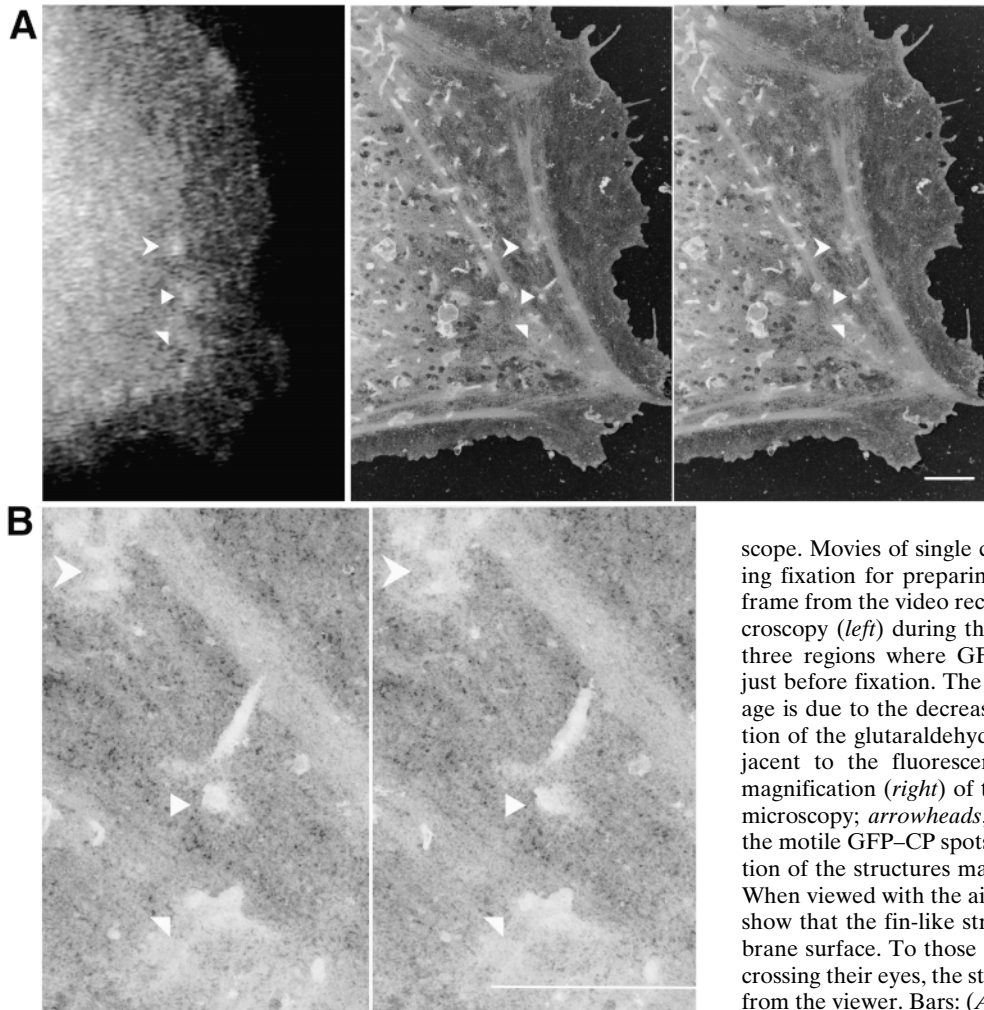 A
B
scope. Movies of single c
ing fixation for preparin
frame from the video rec
croscopy (left) during th
three regions where GF
just before fixation. The
age is due to the decreas
tion of the glutaraldehyd
jacent to the fluorescer
magnification (right) of t
microscopy; arrowheads,
the motile GFP–CP spots
tion of the structures ma
When viewed with the ai
show that the fin-like str
brane surface. To those
crossing their eyes, the st
from the viewer. Bars: (A